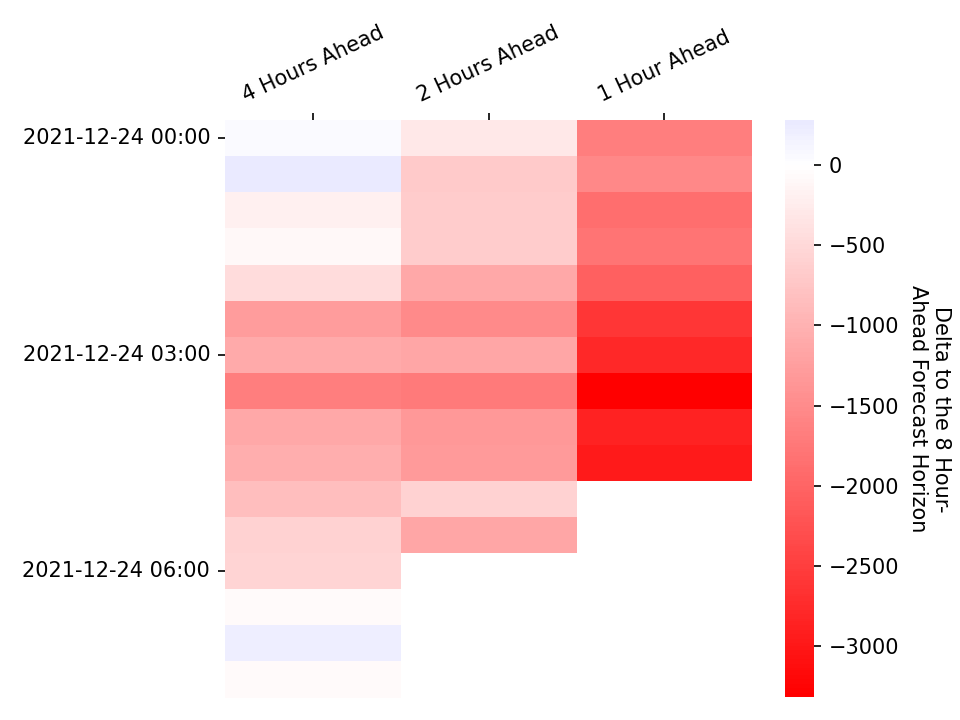 4 Hours Ahead
2 Hours Ahead
1 Hour Ahead
2021-12-24 00:00
2021-12-24 03:00
2021-12-24 06:00
0
−500
−1000
−1500
−2000
−2500
−3000
Delta to the 8 Hour-
Ahead Forecast Horizon